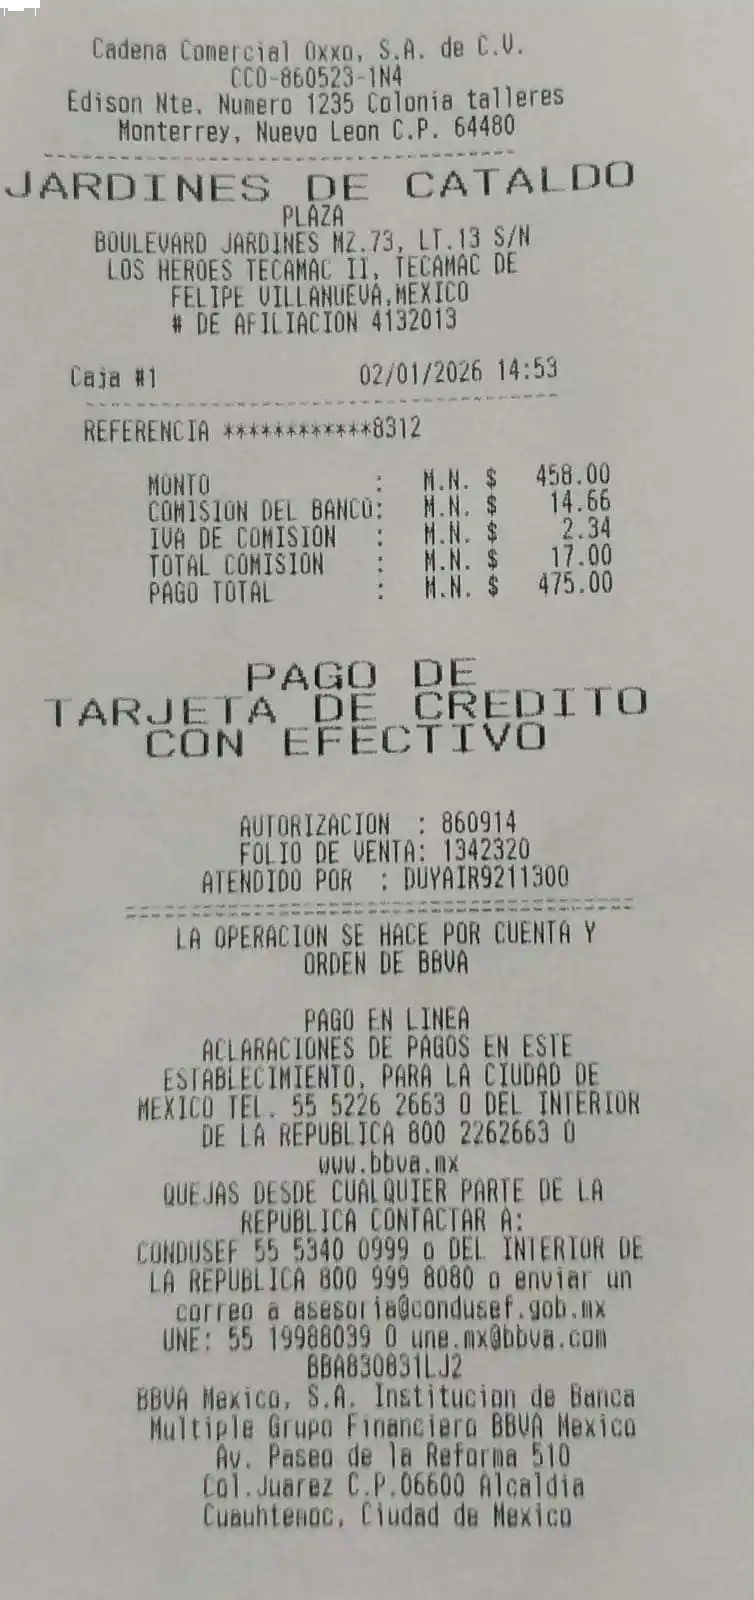 Cadena Comercial Oxxo, S.A. de C.V.
CCO-860523-1N4
Edison Nte. Numero 1235 Colonia talleres
Monterrey, Nuevo Leon C.P. 64480
JARDINES DE CATALDO
PLAZA
BOULEVARD JARDINES MZ.73, LT.13 S/N
LOS HEROES TECAMAC II, TECAMAC DE
FELIPE VILLANUEVA,MEXICO
# DE AFILIACION 4132013
Caja #1 02/01/2026 14:53
REFERENCIA ************8312
MONTO : M.N. $ 458.00
COMISION DEL BANCO: M.N. $ 14.66
IVA DE COMISION : M.N. $ 2.34
TOTAL COMISION : M.N. $ 17.00
PAGO TOTAL : M.N. $ 475.00
PAGO DE
TARJETA DE CREDITO
CON EFECTIVO
AUTORIZACION : 860914
FOLIO DE VENTA: 1342320
ATENDIDO POR : DUYAIR9211300
LA OPERACION SE HACE POR CUENTA Y
ORDEN DE BBVA
PAGO EN LINEA
ACLARACIONES DE PAGOS EN ESTE
ESTABLECIMIENTO, PARA LA CIUDAD DE
MEXICO TEL. 55 5226 2663 O DEL INTERIOR
DE LA REPUBLICA 800 2262663 O
www.bbva.mx
QUEJAS DESDE CUALQUIER PARTE DE LA
REPUBLICA CONTACTAR A:
CONDUSEF 55 5340 0999 o DEL INTERIOR DE
LA REPUBLICA 800 999 8080 o enviar un
correo a asesoria@condusef.gob.mx
UNE: 55 19988039 O une.mx@bbva.com
BBA830831LJ2
BBVA Mexico, S.A. Institucion de Banca
Multiple Grupo Financiero BBVA Mexico
Av. Paseo de la Reforma 510
Col.Juarez C.P.06600 Alcaldia
Cuauhtemoc, Ciudad de Mexico